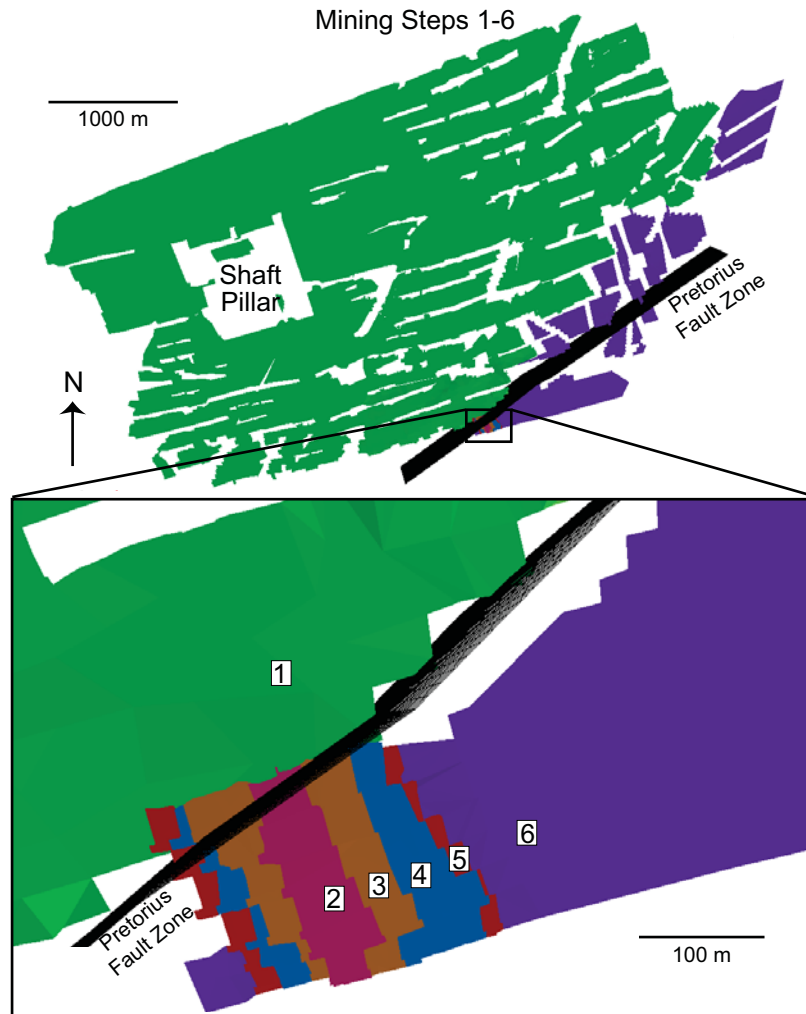 Mining Steps 1-6
1000 m
Shaft
Pillar
N
Pretorius
Fault Zone
1
2
3
4
5
6
Pretorius
Fault Zone
100 m